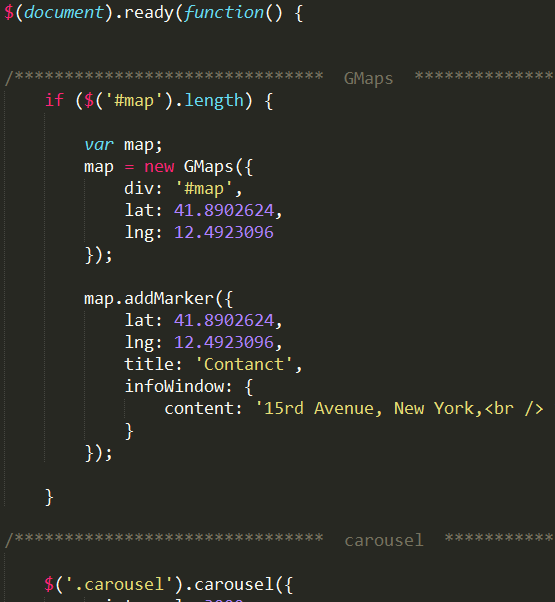 $(document).ready(function() {
/******************************* GMaps **************
if ($('#map').length) {
var map;
map = new GMaps({
div: '#map',
lat: 41.8902624,
lng: 12.4923096
});
map.addMarker({
lat: 41.8902624,
lng: 12.4923096,
title: 'Contanct',
infoWindow: {
content: '15rd Avenue, New York,<br />
}
});
}
/******************************* carousel ***********
$('.carousel').carousel({